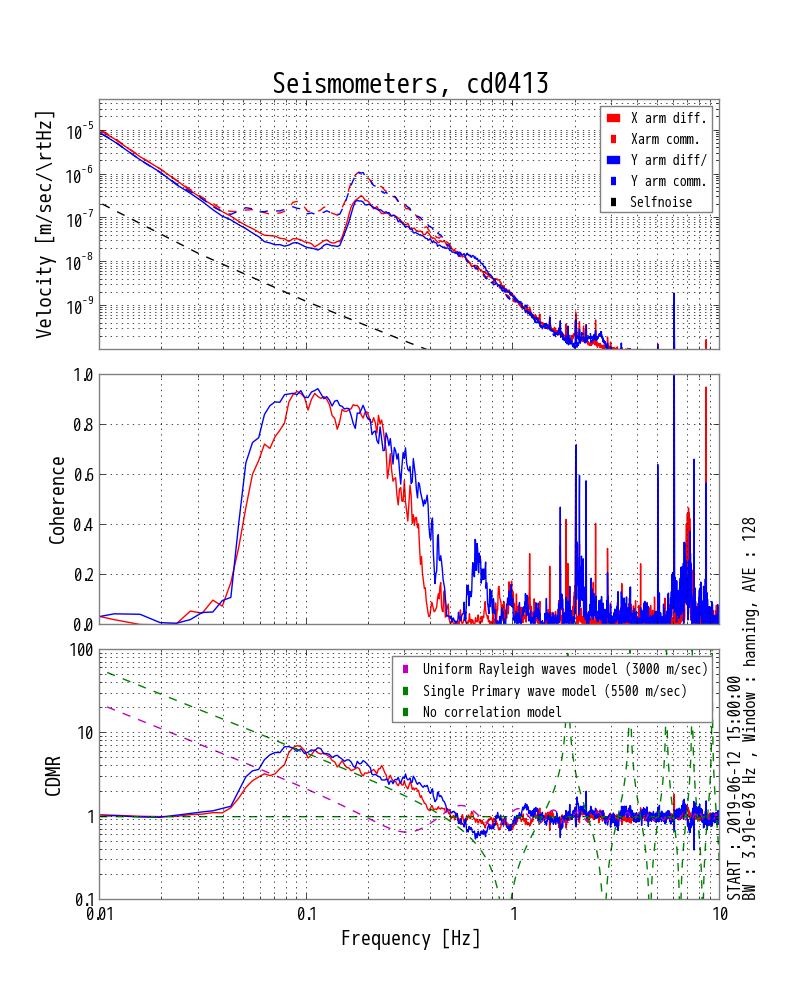 Seismometers, cd0413
Velocity [m/sec/\rtHz]
10^-5
10^-6
10^-7
10^-8
10^-9
X arm diff.
Xarm comm.
Y arm diff/
Y arm comm.
Selfnoise
Coherence
1.0
0.8
0.6
0.4
0.2
0.0
CDMR
100
10
1
0.1
Uniform Rayleigh waves model (3000 m/sec)
Single Primary wave model (5500 m/sec)
No correlation model
0.01 0.1 1 10
Frequency [Hz]
START : 2019-06-12 15:00:00
BW : 3.91e-03 Hz , Window : hanning, AVE : 128